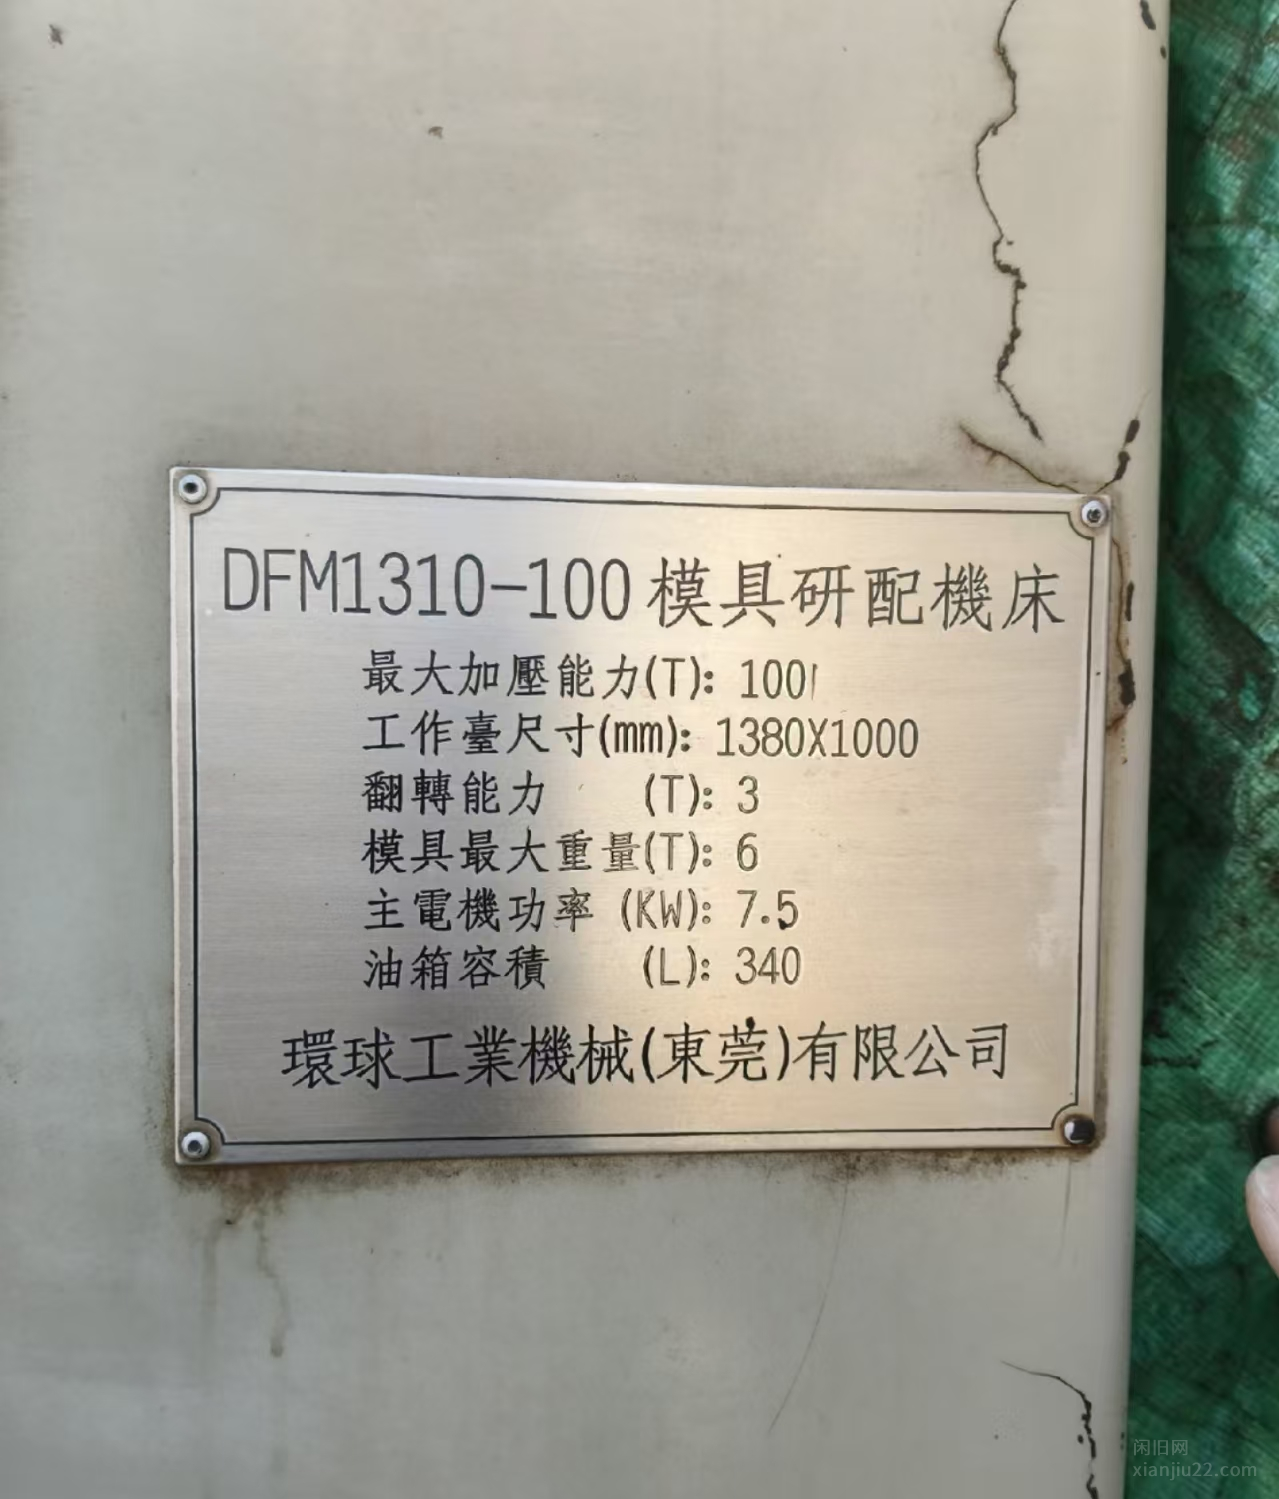 DFM1310-100模具研配機床
最大加壓能力(T): 100
工作臺尺寸(mm): 1380X1000
翻轉能力 (T): 3
模具最大重量(T): 6
主電機功率 (KW): 7.5
油箱容積 (L): 340
環球工業機械(東莞)有限公司
闲旧网
xianjiu22.com